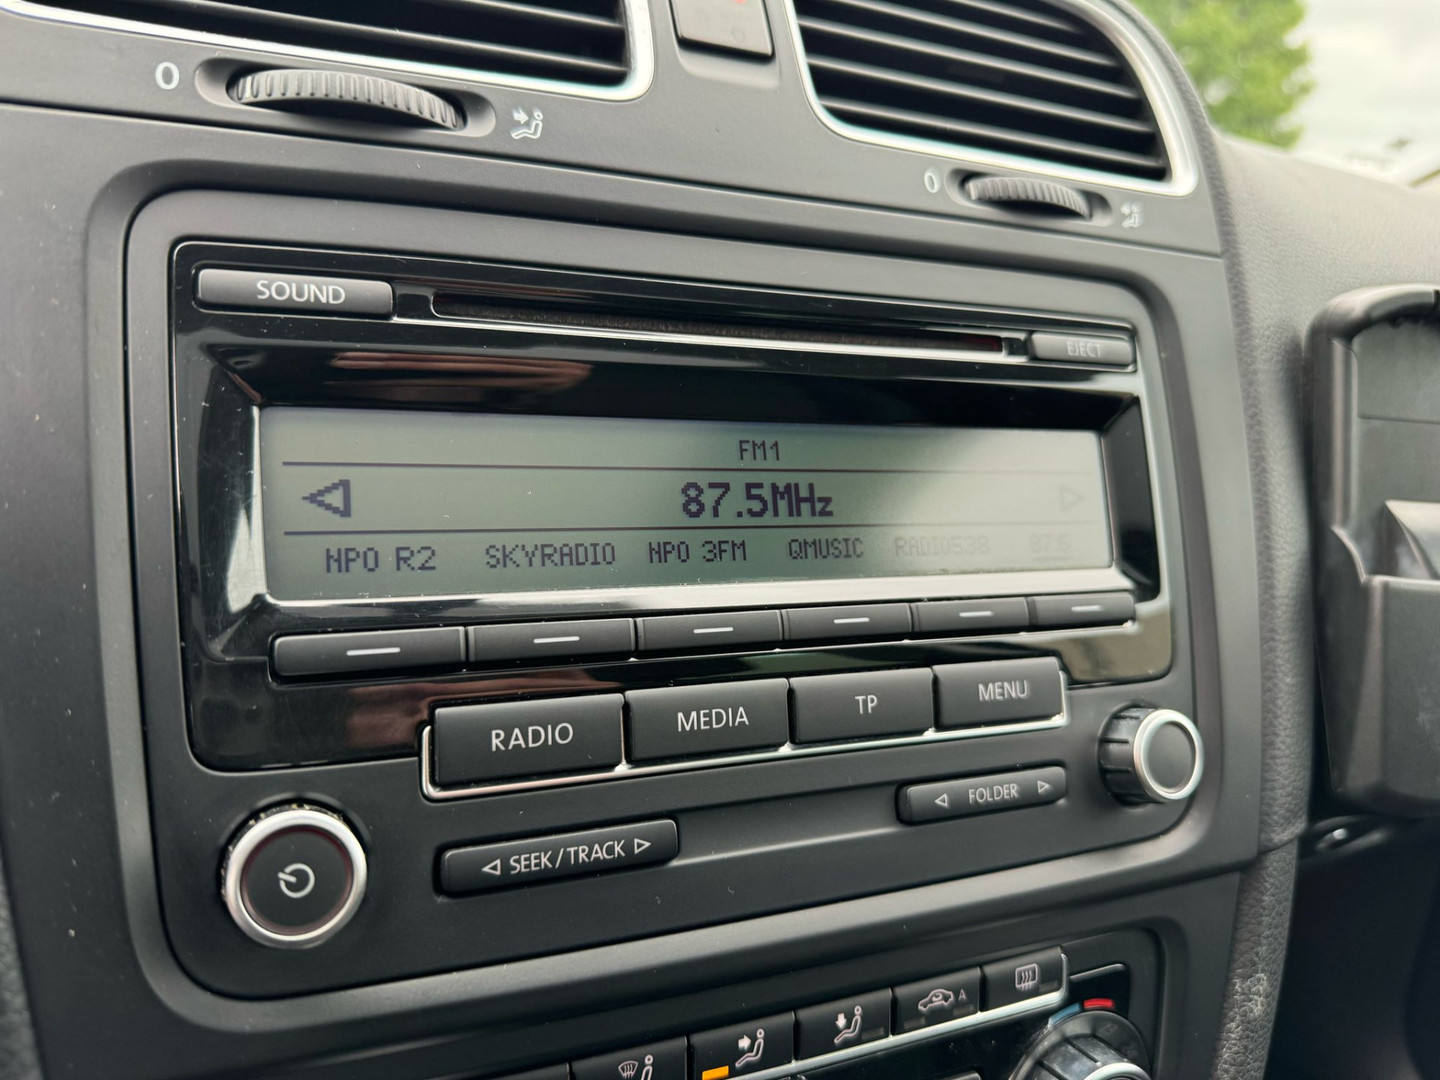 0
0
SOUND
EJECT
FM1
87.5MHz
NPO R2 SKYRADIO NPO 3FM QMUSIC RADIO538 87.5
RADIO MEDIA TP MENU
FOLDER
SEEK/TRACK
A